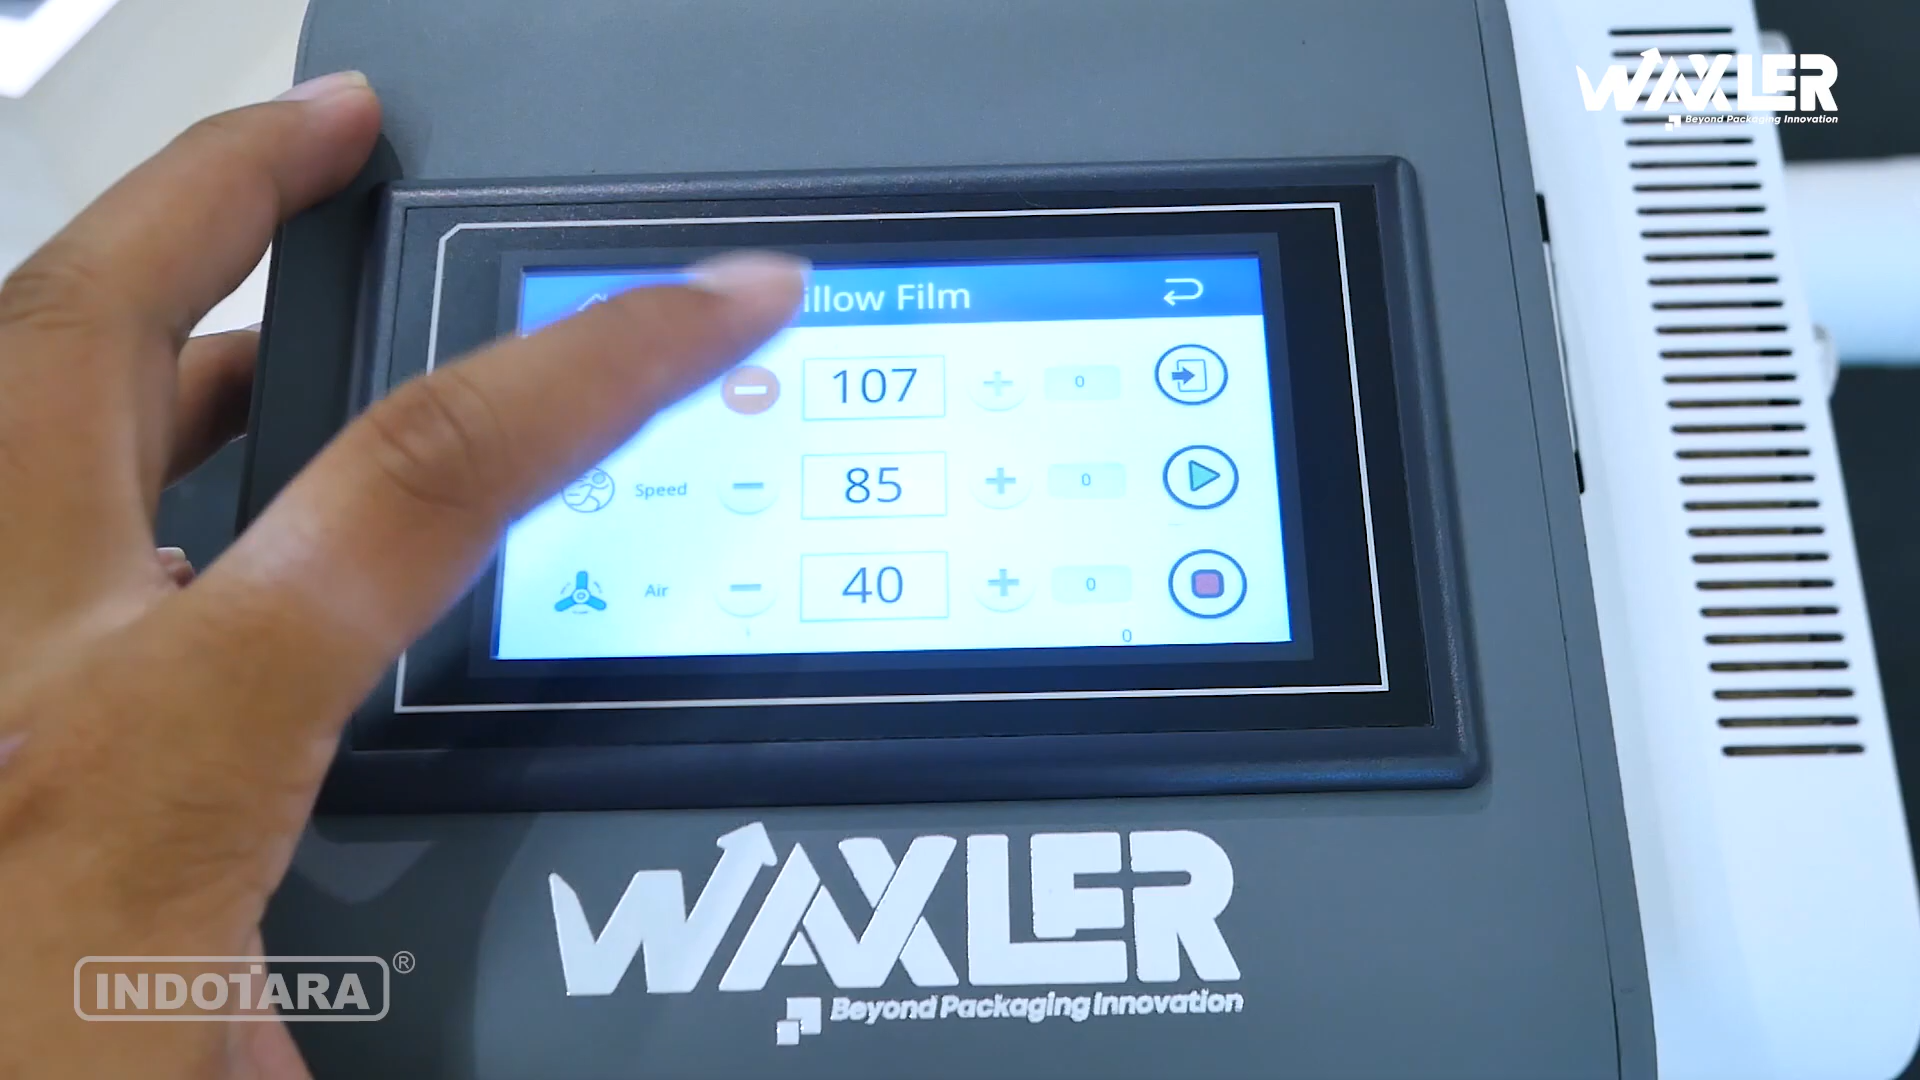 WAXLER
Beyond Packaging Innovation
illow Film
107
0
Speed
85
0
Air
40
0
0
WAXLER
Beyond Packaging Innovation
INDOTARA®